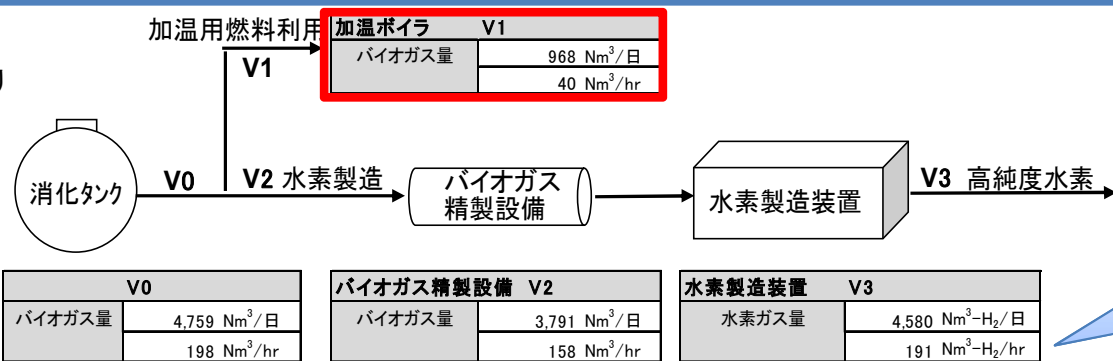 加温用燃料利用
加温ボイラ V1
バイオガス量 968 Nm³/日
40 Nm³/hr
V1
消化タンク
V0
V2 水素製造
バイオガス
精製設備
水素製造装置
V3 高純度水素
V0
バイオガス量 4,759 Nm³/日
198 Nm³/hr
バイオガス精製設備 V2
バイオガス量 3,791 Nm³/日
158 Nm³/hr
水素製造装置 V3
水素ガス量 4,580 Nm³-H₂/日
191 Nm³-H₂/hr